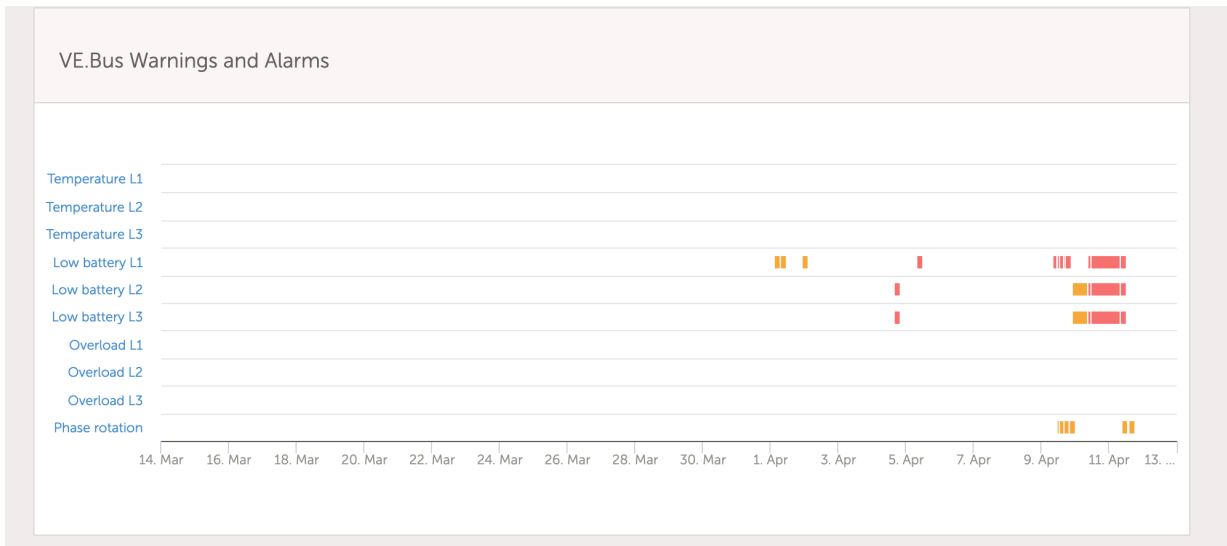 VE.Bus Warnings and Alarms
Temperature L1
Temperature L2
Temperature L3
Low battery L1
Low battery L2
Low battery L3
Overload L1
Overload L2
Overload L3
Phase rotation
14. Mar 16. Mar 18. Mar 20. Mar 22. Mar 24. Mar 26. Mar 28. Mar 30. Mar 1. Apr 3. Apr 5. Apr 7. Apr 9. Apr 11. Apr 13. ...